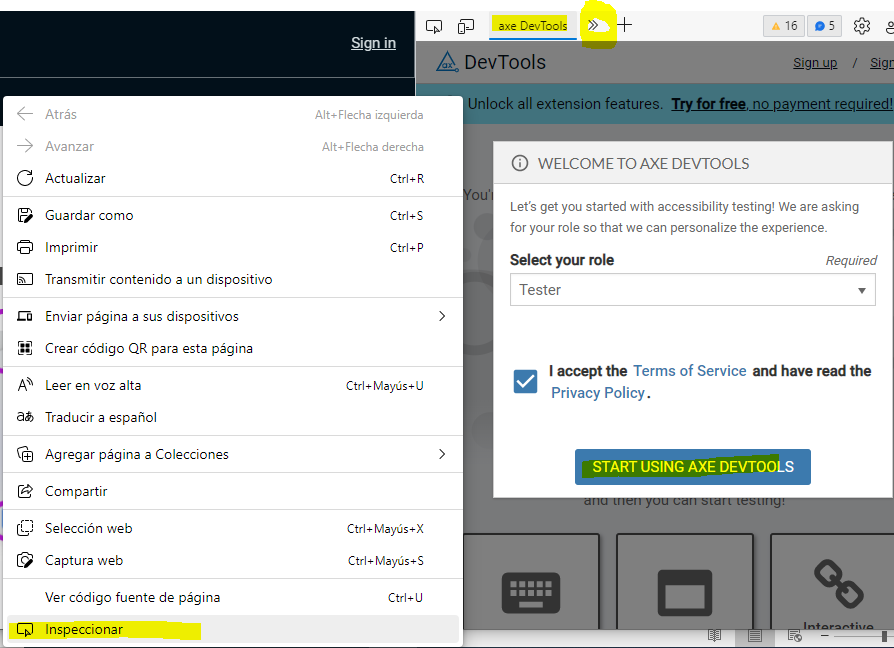 Sign in
Atrás Alt+Flecha izquierda
Avanzar Alt+Flecha derecha
Actualizar Ctrl+R
Guardar como Ctrl+S
Imprimir Ctrl+P
Transmitir contenido a un dispositivo
Enviar página a sus dispositivos
Crear código QR para esta página
Leer en voz alta Ctrl+Mayús+U
Traducir a español
Agregar página a Colecciones
Compartir
Selección web Ctrl+Mayús+X
Captura web Ctrl+Mayús+S
Ver código fuente de página Ctrl+U
Inspeccionar
axe DevTools 16 5
ax DevTools Sign up / Sign
Unlock all extension features. Try for free, no payment required!
You'r
WELCOME TO AXE DEVTOOLS
Let's get you started with accessibility testing! We are asking
for your role so that we can personalize the experience.
Select your role Required
Tester
I accept the Terms of Service and have read the
Privacy Policy.
START USING AXE DEVTOOLS
and then you can start testing!
Interactive